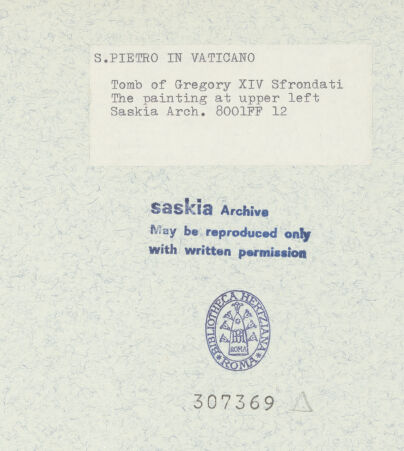 S.PIETRO IN VATICANO
Tomb of Gregory XIV Sfrondati
The painting at upper left
Saskia Arch. 8001FF 12
saskia Archive
May be reproduced only
with written permission
BIBLIOTHECA HERTZIANA
ROMA
ROMA
307369